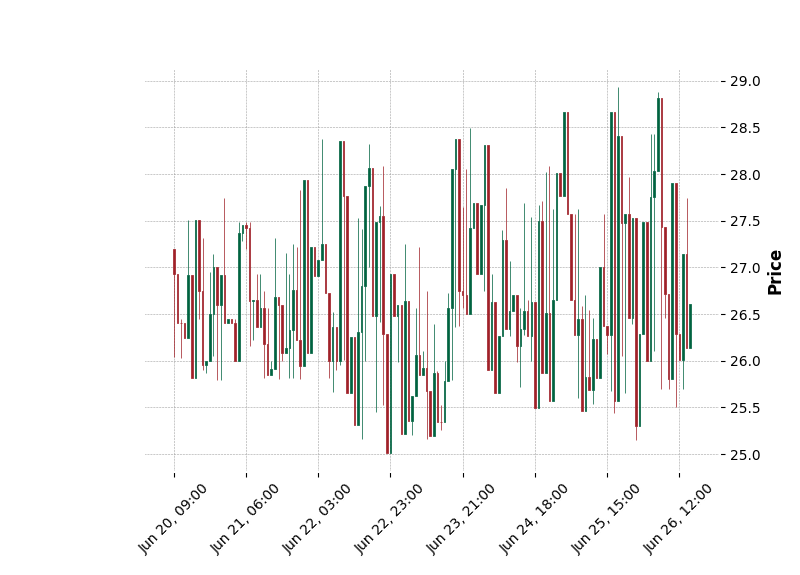 29.0
28.5
28.0
27.5
27.0
26.5
26.0
25.5
25.0
Price
Jun 20, 09:00
Jun 21, 06:00
Jun 22, 03:00
Jun 22, 23:00
Jun 23, 21:00
Jun 24, 18:00
Jun 25, 15:00
Jun 26, 12:00